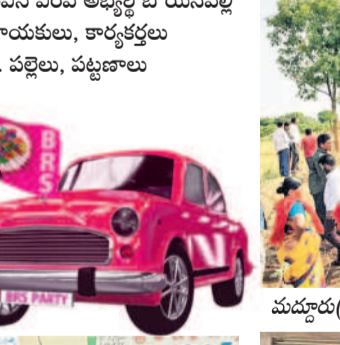 నాయకులు, కార్యకర్తలు
పల్లెలు, పట్టణాలు
BRS
BRS PARTY
మద్దూరు(